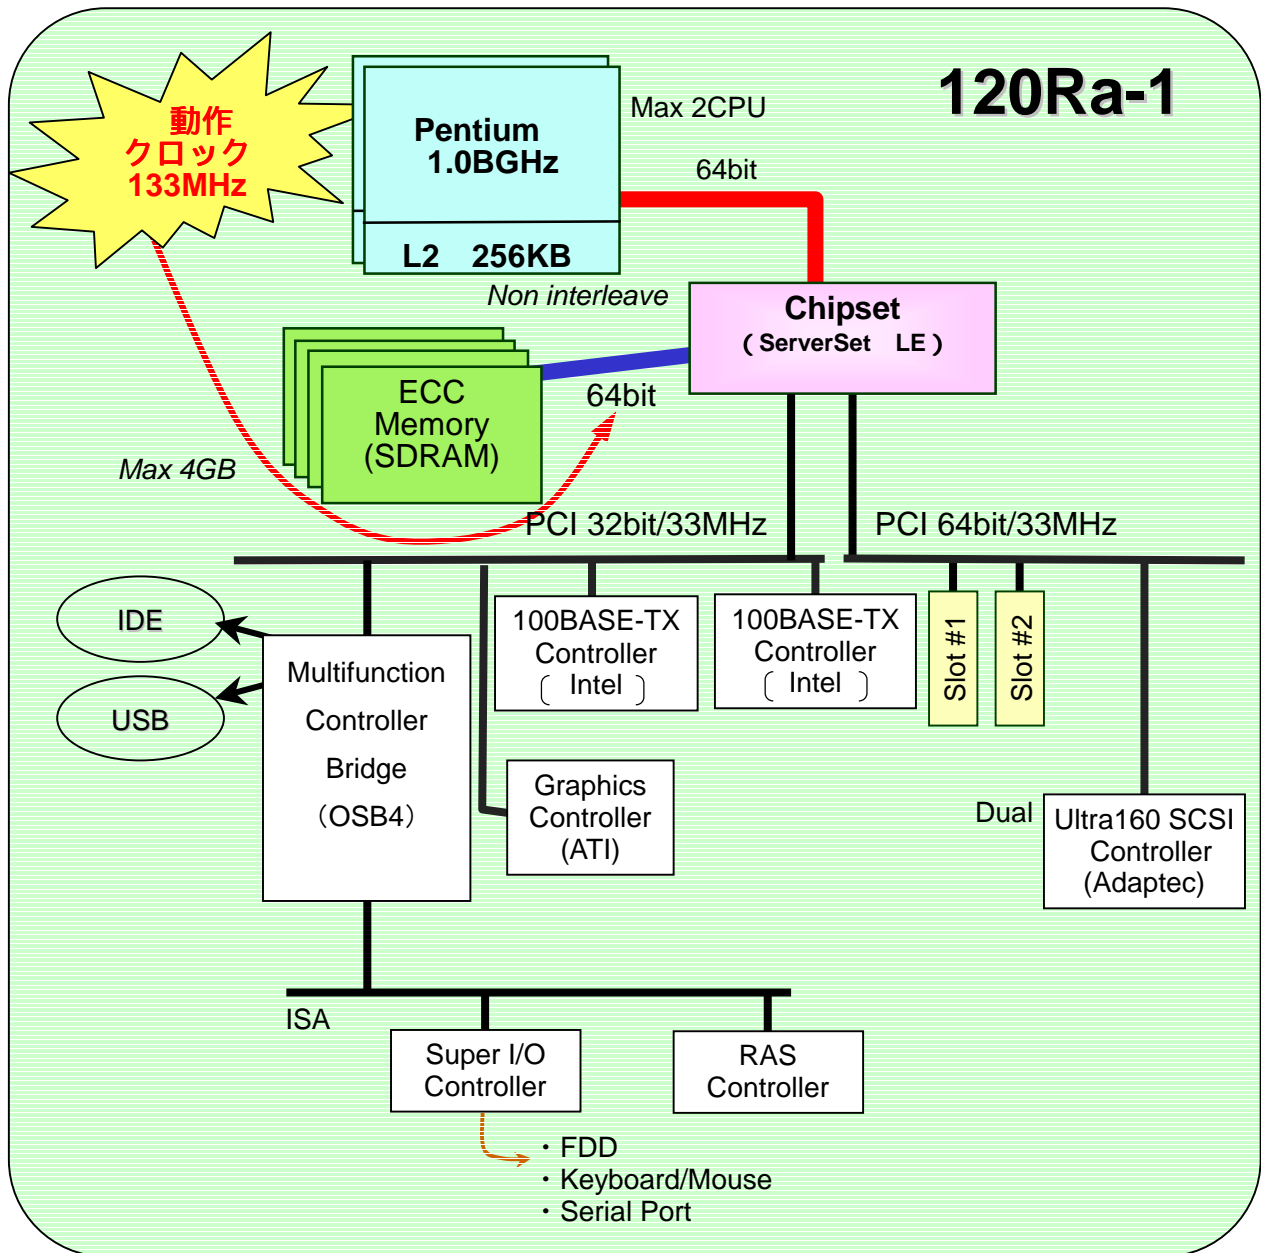 120Ra-1
動作
クロック
133MHz
Pentium
1.0BGHz
L2 256KB
Max 2CPU
64bit
Non interleave
Chipset
(ServerSet LE)
ECC
Memory
(SDRAM)
64bit
Max 4GB
PCI 32bit/33MHz
PCI 64bit/33MHz
IDE
USB
Multifunction
Controller
Bridge
（OSB4）
100BASE-TX
Controller
( Intel )
100BASE-TX
Controller
( Intel )
Slot #1
Slot #2
Graphics
Controller
(ATI)
Dual
Ultra160 SCSI
Controller
(Adaptec)
ISA
Super I/O
Controller
RAS
Controller
・FDD
・Keyboard/Mouse
・Serial Port